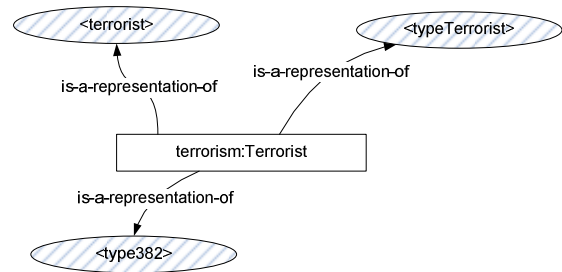 <terrorist>
<typeTerrorist>
is-a-representation-of
is-a-representation-of
terrorism:Terrorist
is-a-representation-of
<type382>